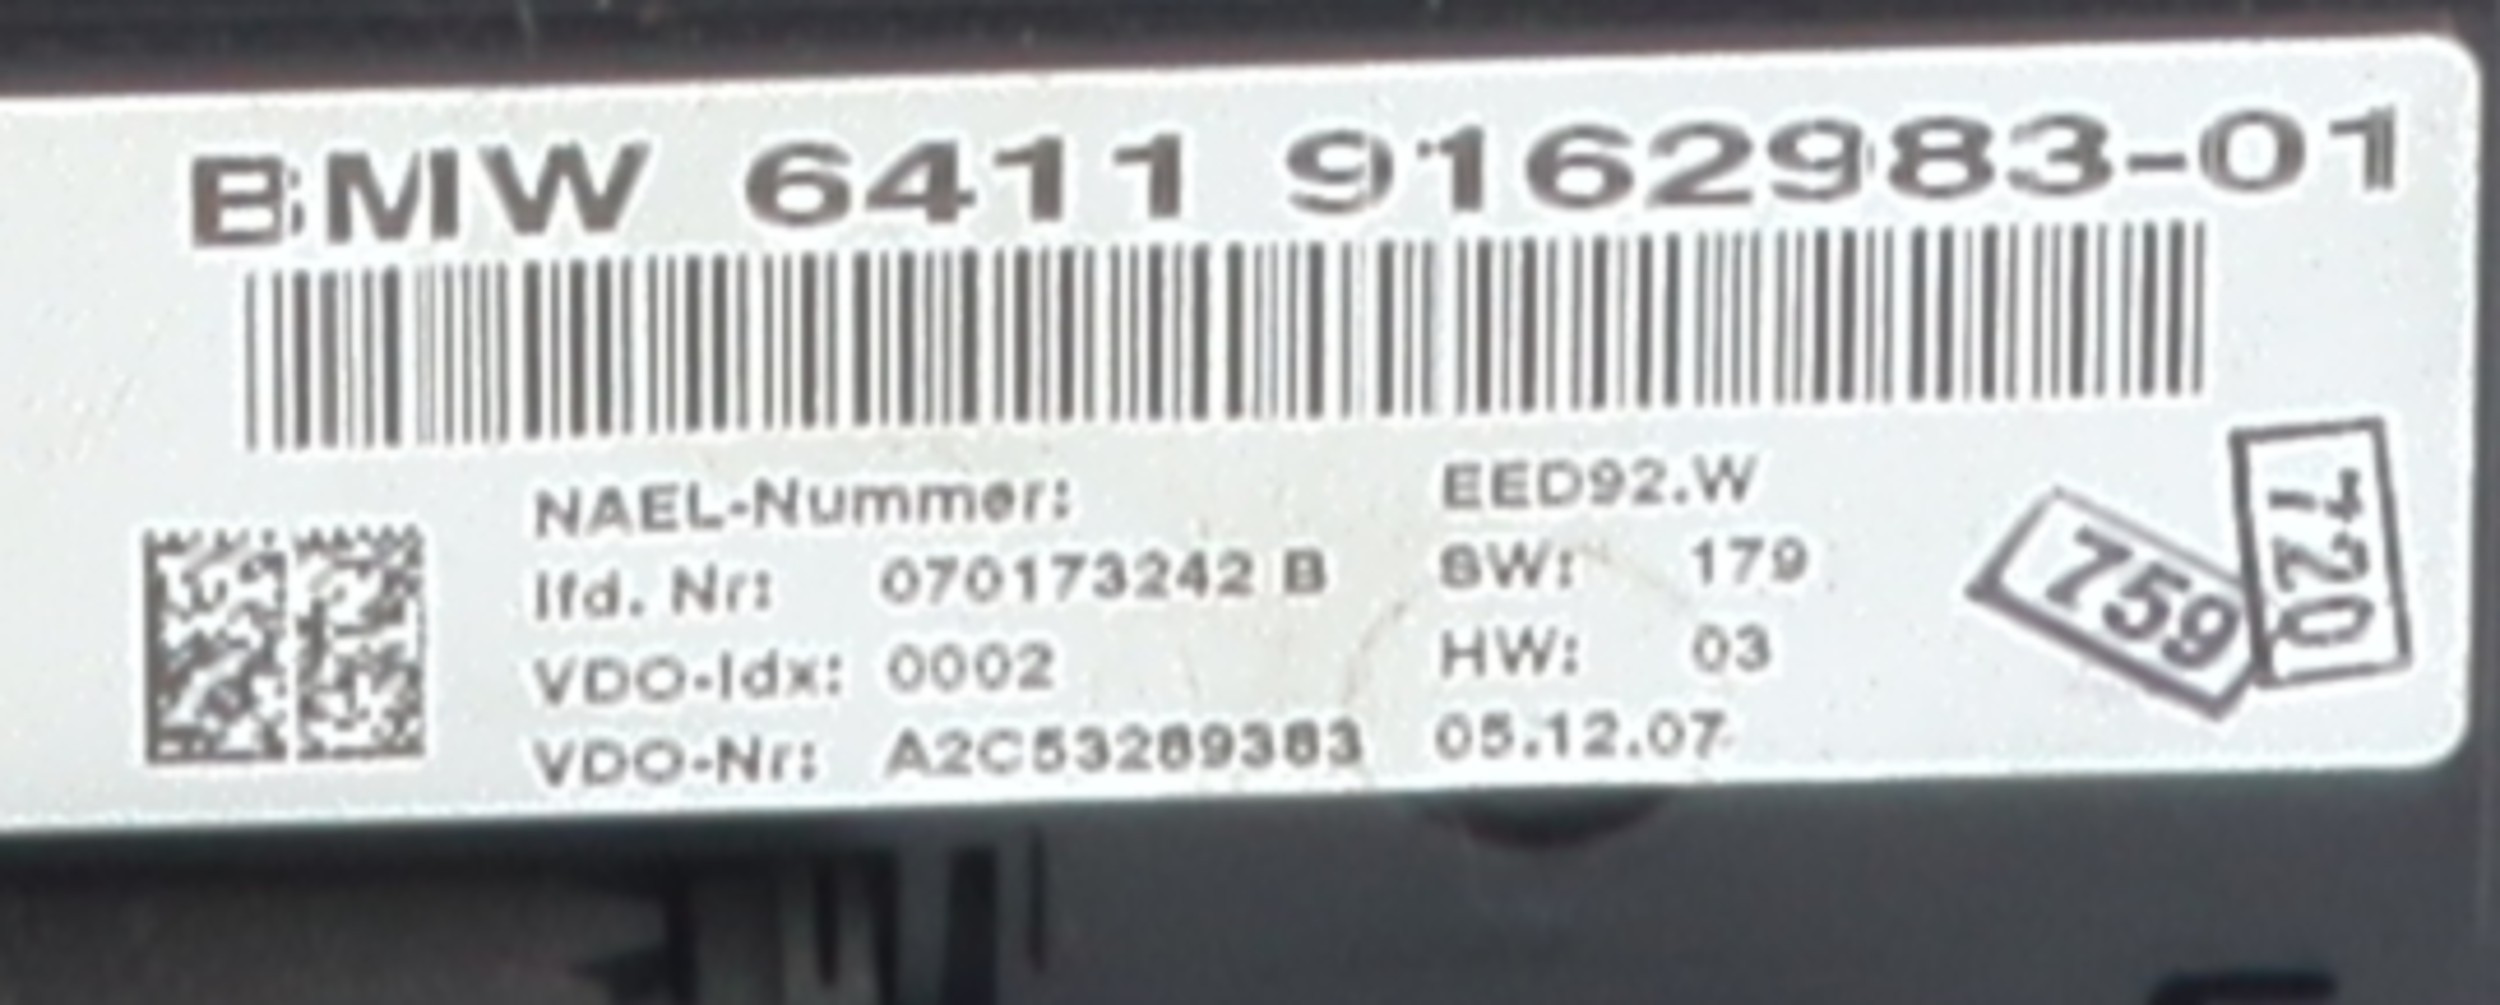 BMW 6411 9162983-01
NAEL-Nummer:
lfd. Nr: 070173242 B
VDO-Idx: 0002
VDO-Nr: A2C53289383
EED92.W
SW: 179
HW: 03
05.12.07
759
720